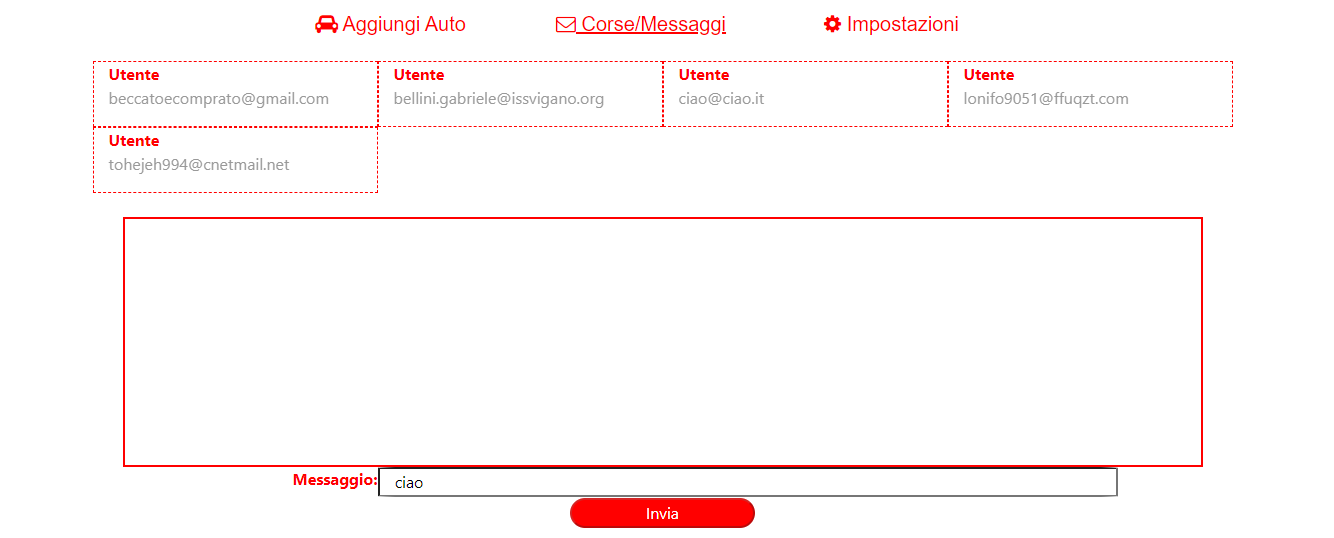 Aggiungi Auto Corse/Messaggi Impostazioni
Utente Utente Utente Utente
beccatoecomprato@gmail.com bellini.gabriele@issvigano.org ciao@ciao.it lonifo9051@ffuqzt.com
Utente
tohejeh994@cnetmail.net
Messaggio: ciao
Invia